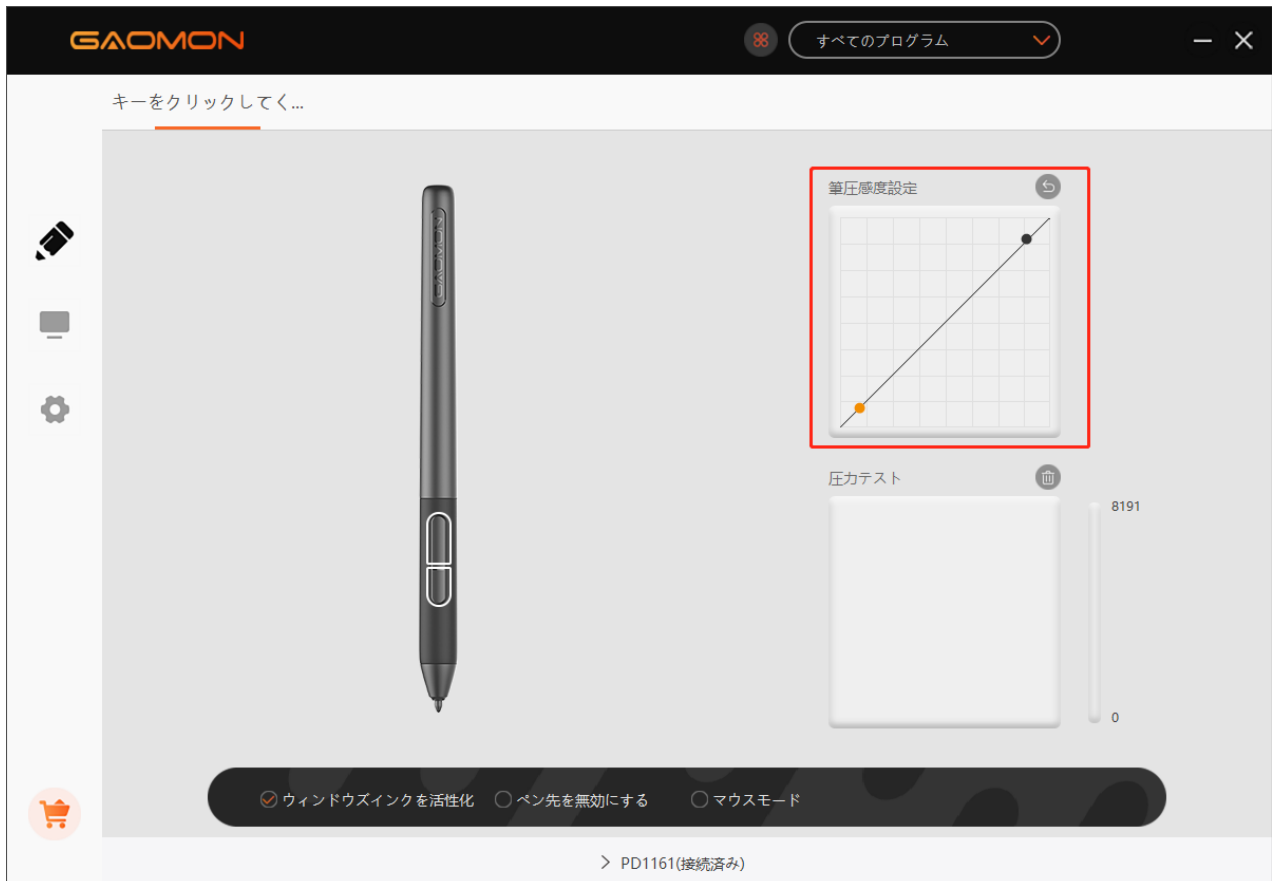 GAOMON
すべてのプログラム
キーをクリックしてく...
GAOMON
筆圧感度設定
圧力テスト
8191
0
ウィンドウズインクを活性化
ペン先を無効にする
マウスモード
PD1161(接続済み)